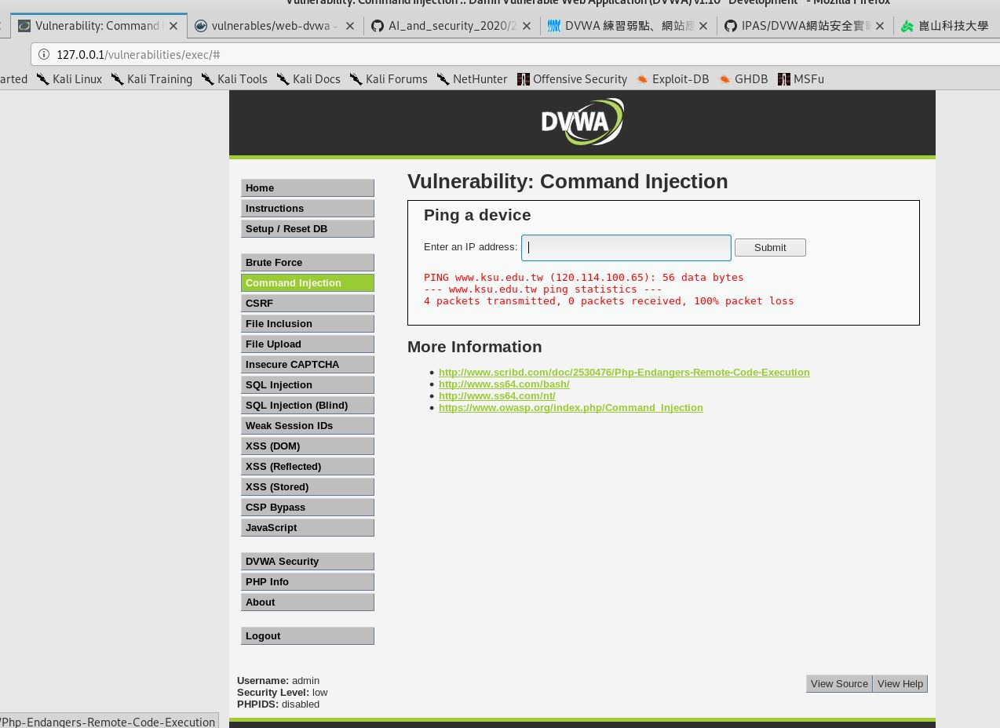 Vulnerability: Command Injection :: Damn Vulnerable Web Application (DVWA) v1.10 *Development* - Mozilla Firefox
Vulnerability: Command
vulnerables/web-dvwa -
AI_and_security_2020/2
DVWA 練習弱點、網站應
IPAS/DVWA網站安全實
崑山科技大學
127.0.0.1/vulnerabilities/exec/#
arted
Kali Linux
Kali Training
Kali Tools
Kali Docs
Kali Forums
NetHunter
Offensive Security
Exploit-DB
GHDB
MSFu
DVWA
Home
Instructions
Setup / Reset DB
Brute Force
Command Injection
CSRF
File Inclusion
File Upload
Insecure CAPTCHA
SQL Injection
SQL Injection (Blind)
Weak Session IDs
XSS (DOM)
XSS (Reflected)
XSS (Stored)
CSP Bypass
JavaScript
DVWA Security
PHP Info
About
Logout
Vulnerability: Command Injection
Ping a device
Enter an IP address:
Submit
PING www.ksu.edu.tw (120.114.100.65): 56 data bytes
--- www.ksu.edu.tw ping statistics ---
4 packets transmitted, 0 packets received, 100% packet loss
More Information
http://www.scribd.com/doc/2530476/Php-Endangers-Remote-Code-Execution
http://www.ss64.com/bash/
http://www.ss64.com/nt/
https://www.owasp.org/index.php/Command_Injection
Username: admin
Security Level: low
PHPIDS: disabled
View Source
View Help
/Php-Endangers-Remote-Code-Execution